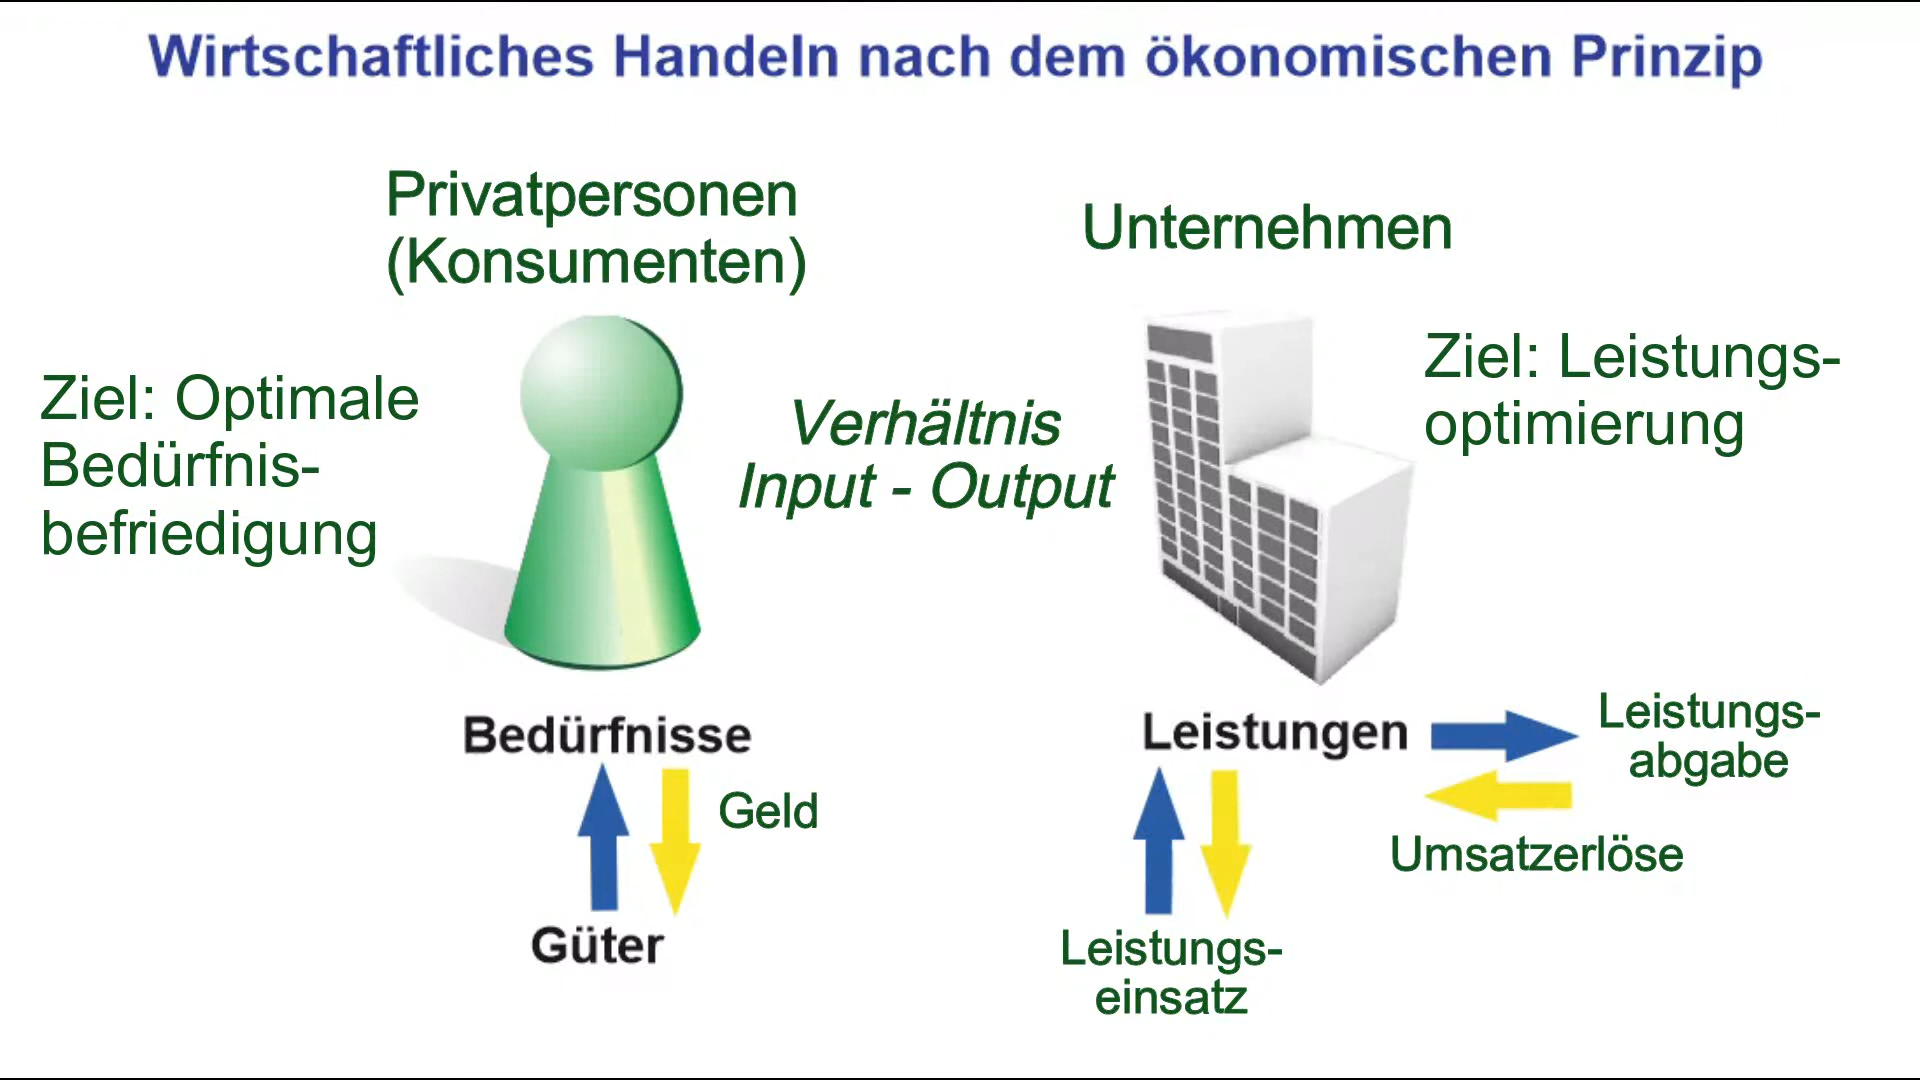 Wirtschaftliches Handeln nach dem ökonomischen Prinzip
Privatpersonen
(Konsumenten)
Unternehmen
Ziel: Optimale
Bedürfnis-
befriedigung
Verhältnis
Input - Output
Ziel: Leistungs-
optimierung
Bedürfnisse
Geld
Güter
Leistungen
Leistungs-
abgabe
Umsatzerlöse
Leistungs-
einsatz